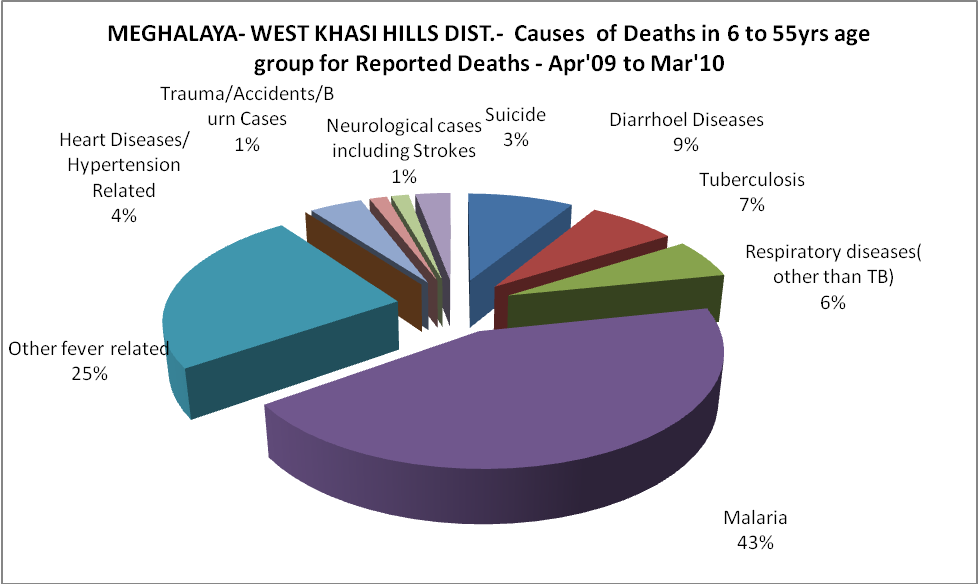 MEGHALAYA- WEST KHASI HILLS DIST.-  Causes  of Deaths in 6 to 55yrs age
group for Reported Deaths - Apr'09 to Mar'10
Trauma/Accidents/B
urn Cases
1%
Neurological cases
including Strokes
1%
Suicide
3%
Diarrhoel Diseases
9%
Heart Diseases/
Hypertension
Related
4%
Tuberculosis
7%
Respiratory diseases(
other than TB)
6%
Other fever related
25%
Malaria
43%